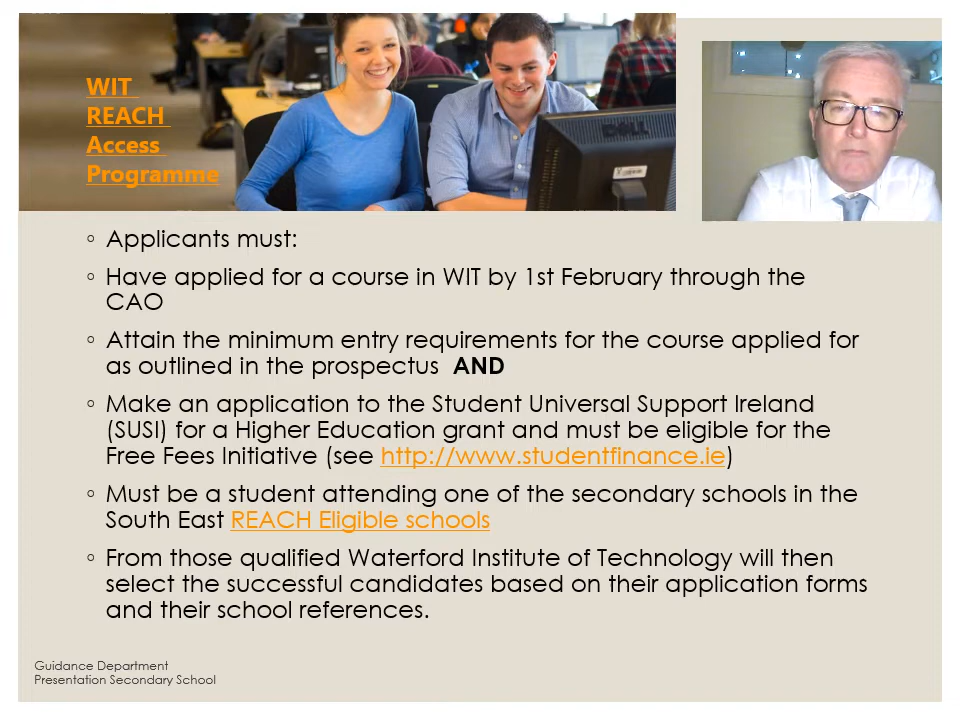 WIT
REACH
Access
Programme
DELL
◦ Applicants must:
◦ Have applied for a course in WIT by 1st February through the
CAO
◦ Attain the minimum entry requirements for the course applied for
as outlined in the prospectus AND
◦ Make an application to the Student Universal Support Ireland
(SUSI) for a Higher Education grant and must be eligible for the
Free Fees Initiative (see http://www.studentfinance.ie)
◦ Must be a student attending one of the secondary schools in the
South East REACH Eligible schools
◦ From those qualified Waterford Institute of Technology will then
select the successful candidates based on their application forms
and their school references.
Guidance Department
Presentation Secondary School